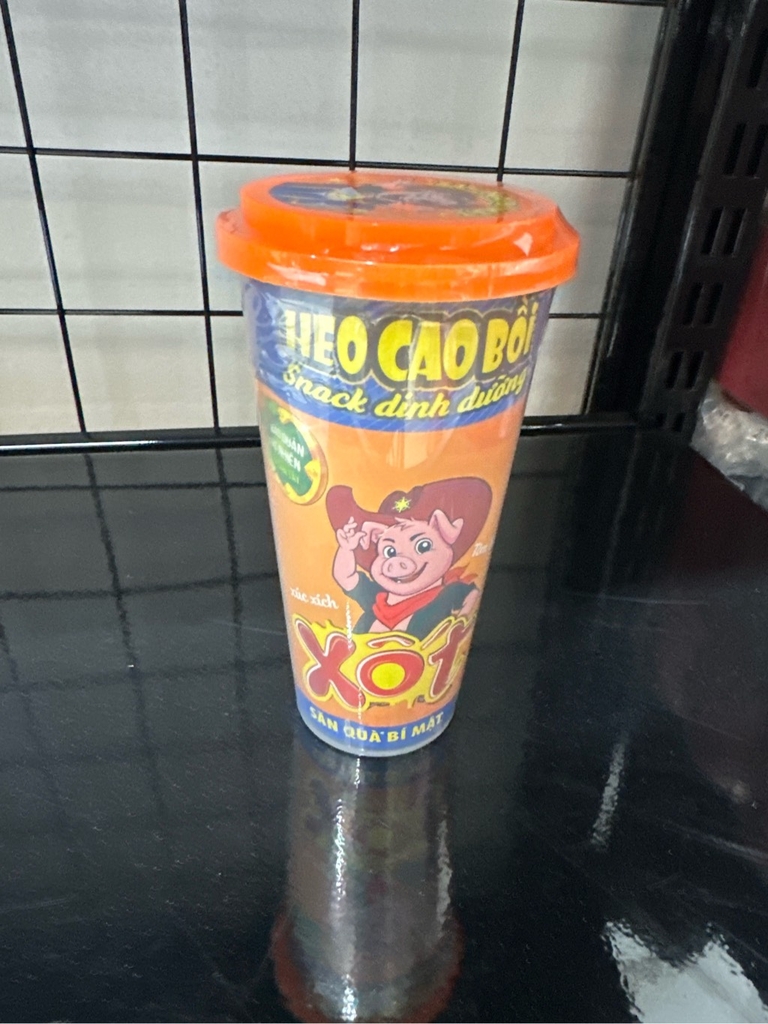 HEO CAO BỒI
Snack dinh dưỡng
xúc xích
XỐT
SĂN QUÀ BÍ MẬT